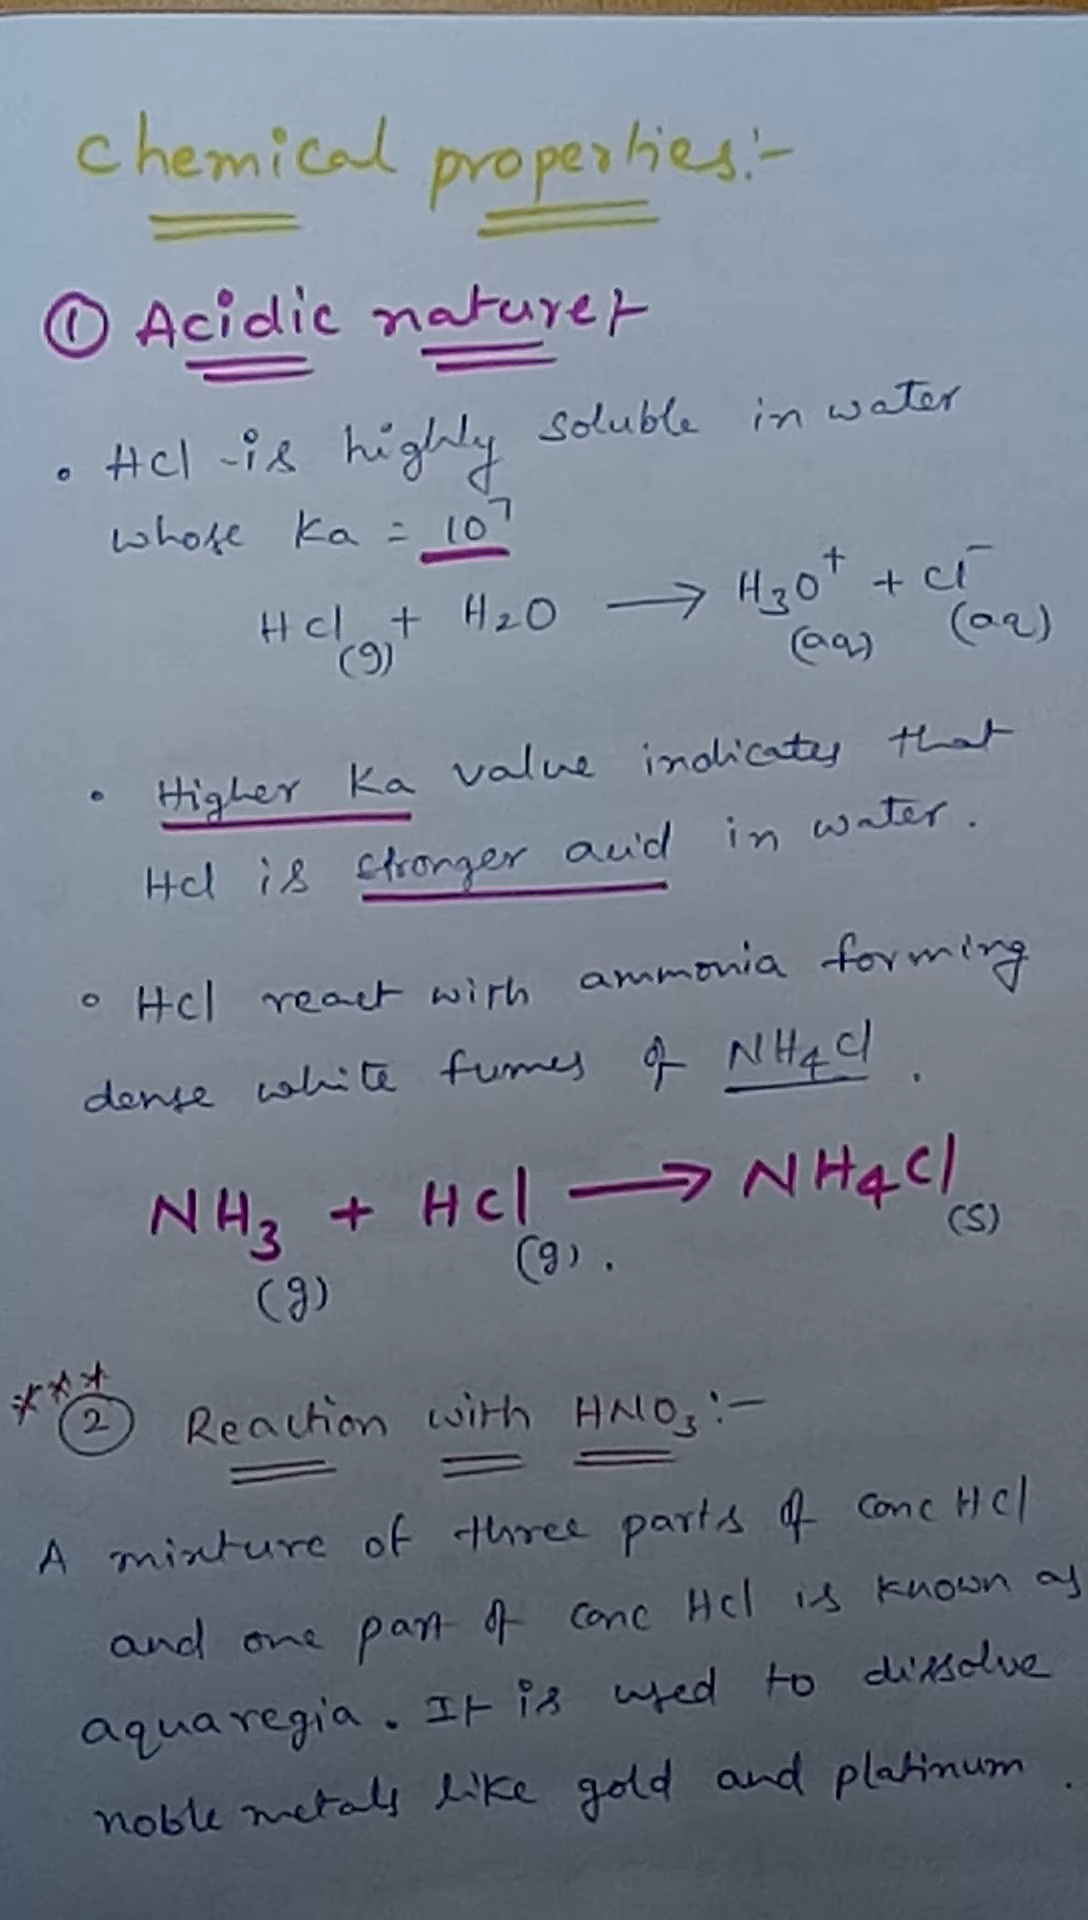 Chemical properties:-
① Acidic nature:-
• HCl is highly soluble in water
whose Ka = 10⁷
HCl(g) + H₂O → H₃O⁺(aq) + Cl⁻(aq)
• Higher Ka value indicates that
HCl is stronger acid in water.
• HCl react with ammonia forming
dense white fumes of NH₄Cl.
NH₃(g) + HCl(g). → NH₄Cl(s)
*** ② Reaction with HNO₃:-
A mixture of three parts of conc HCl
and one part of conc HCl is known as
aquaregia. It is used to dissolve
noble metals like gold and platinum.